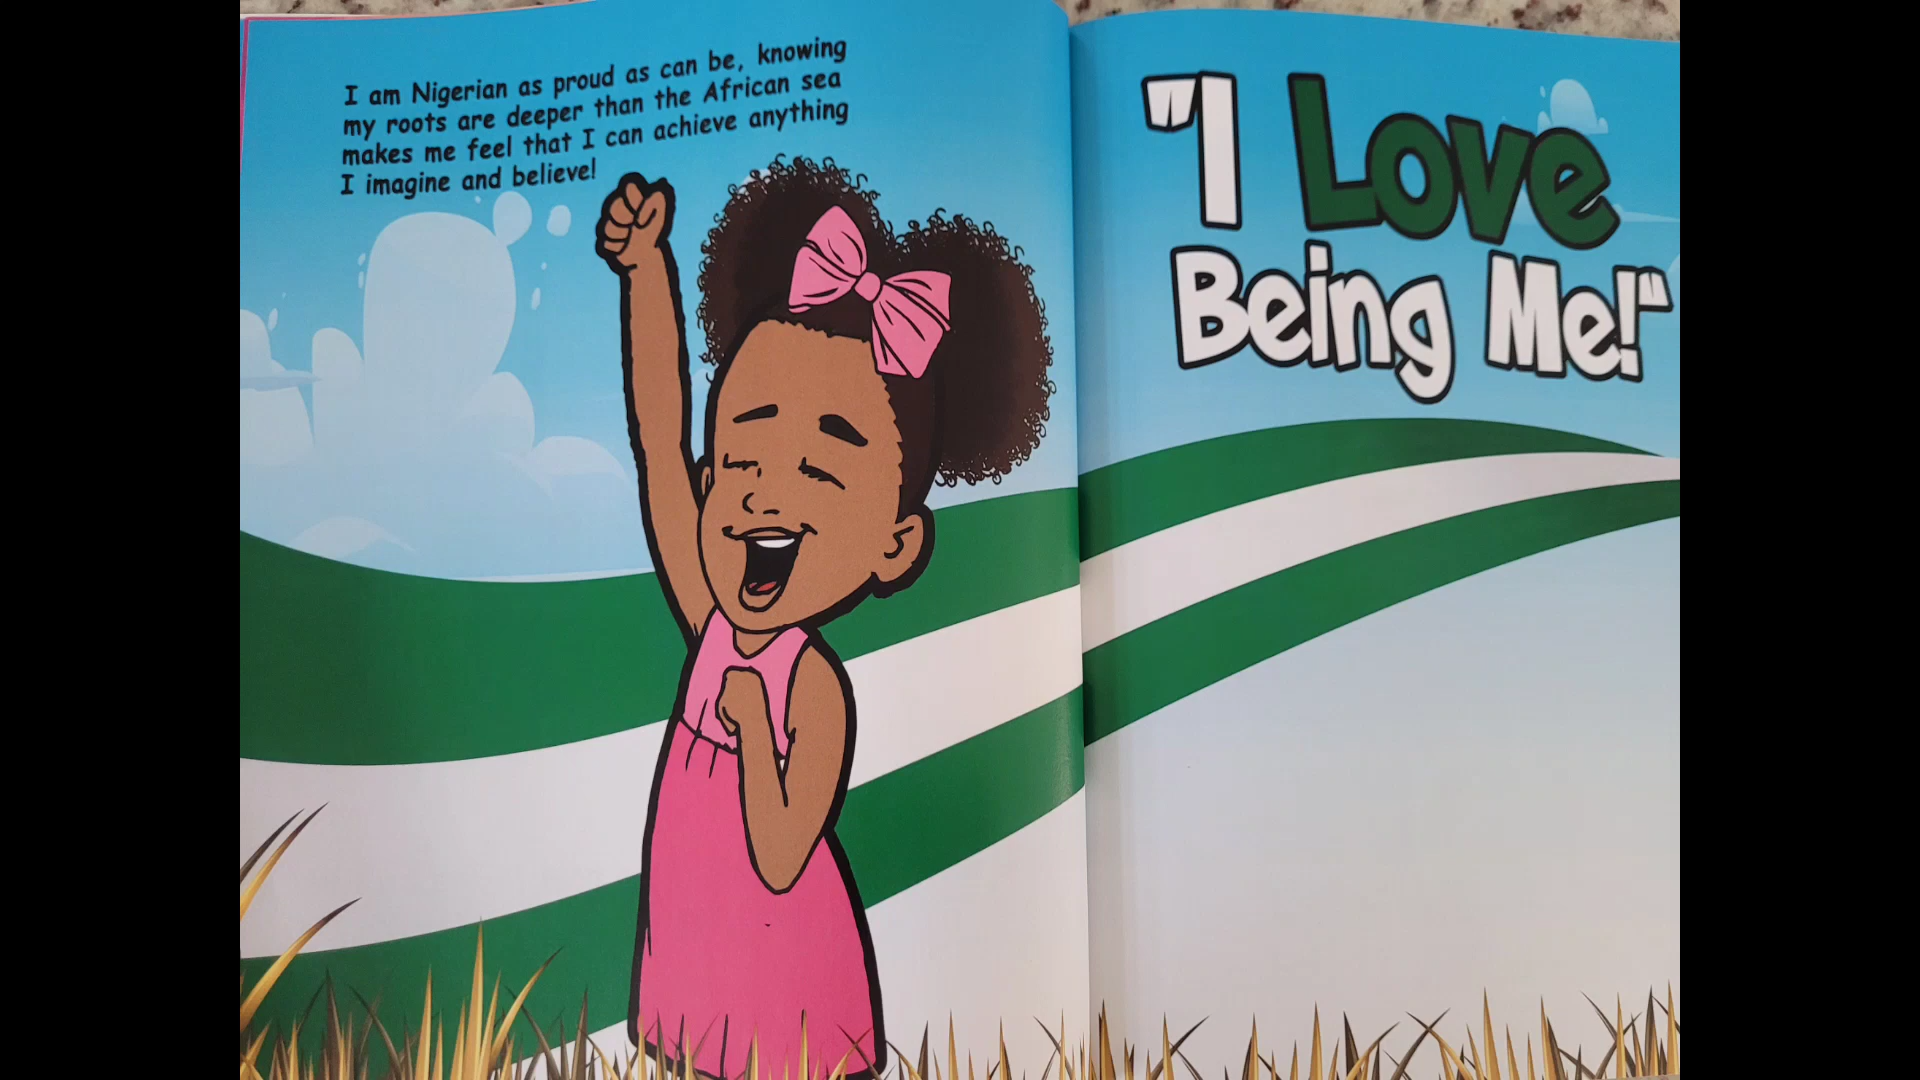 I am Nigerian as proud as can be, knowing
my roots are deeper than the African sea
makes me feel that I can achieve anything
I imagine and believe!
"I Love
Being Me!"